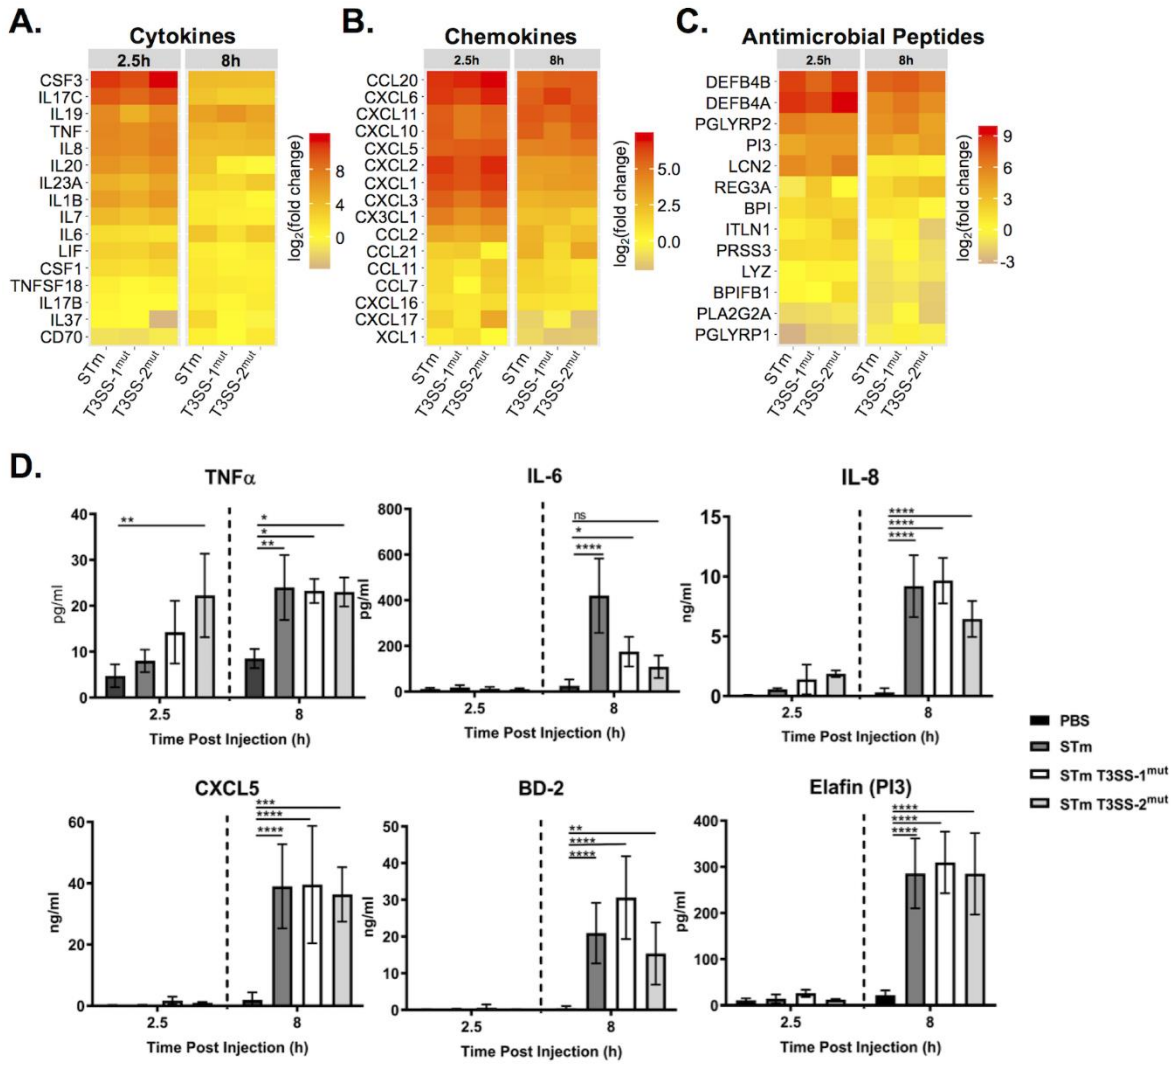 A.
Cytokines
2.5h 8h
CSF3
IL17C
IL19
TNF
IL8
IL20
IL23A
IL1B
IL7
IL6
LIF
CSF1
TNFSF18
IL17B
IL37
CD70
STm
T3SS-1mut
T3SS-2mut
STm
T3SS-1mut
T3SS-2mut
8
4
0
log2(fold change)
B.
Chemokines
2.5h 8h
CCL20
CXCL6
CXCL11
CXCL10
CXCL5
CXCL2
CXCL1
CXCL3
CX3CL1
CCL2
CCL21
CCL11
CCL7
CXCL16
CXCL17
XCL1
STm
T3SS-1mut
T3SS-2mut
STm
T3SS-1mut
T3SS-2mut
5.0
2.5
0.0
log2(fold change)
C.
Antimicrobial Peptides
2.5h 8h
DEFB4B
DEFB4A
PGLYRP2
PI3
LCN2
REG3A
BPI
ITLN1
PRSS3
LYZ
BPIFB1
PLA2G2A
PGLYRP1
STm
T3SS-1mut
T3SS-2mut
STm
T3SS-1mut
T3SS-2mut
9
6
3
0
-3
log2(fold change)
D.
TNFα
40
30
20
10
0
pg/ml
**
*
*
**
2.5 8
Time Post Injection (h)
IL-6
800
600
400
200
0
pg/ml
ns
*
****
2.5 8
Time Post Injection (h)
IL-8
15
10
5
0
ng/ml
****
****
****
2.5 8
Time Post Injection (h)
PBS
STm
STm T3SS-1mut
STm T3SS-2mut
CXCL5
60
40
20
0
ng/ml
***
****
****
2.5 8
Time Post Injection (h)
BD-2
50
40
30
20
10
0
ng/ml
**
****
****
2.5 8
Time Post Injection (h)
Elafin (PI3)
400
300
200
100
0
pg/ml
****
****
****
2.5 8
Time Post Injection (h)